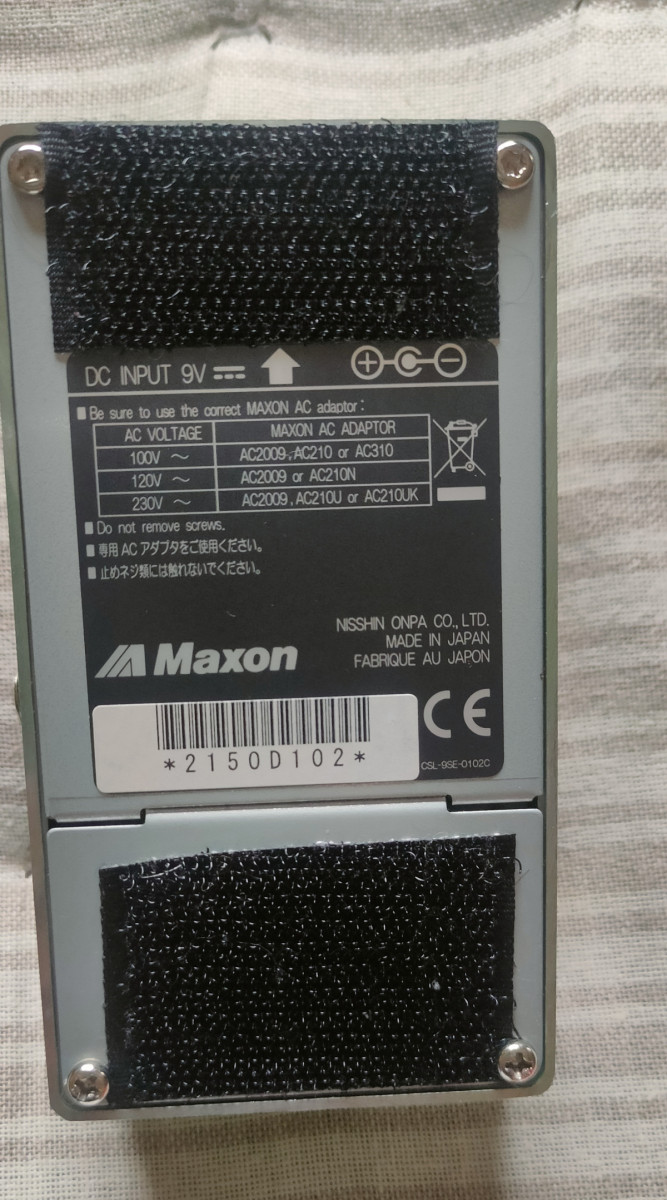 DC INPUT 9V
Be sure to use the correct MAXON AC adaptor:
AC VOLTAGE MAXON AC ADAPTOR
100V ～ AC2009, AC210 or AC310
120V ～ AC2009 or AC210N
230V ～ AC2009, AC210U or AC210UK
Do not remove screws.
専用ACアダプタをご使用ください。
止めネジ類には触れないでください。
NISSHIN ONPA CO., LTD.
MADE IN JAPAN
FABRIQUE AU JAPON
Maxon
CE
*2150D102*
CSL-9SE-0102C